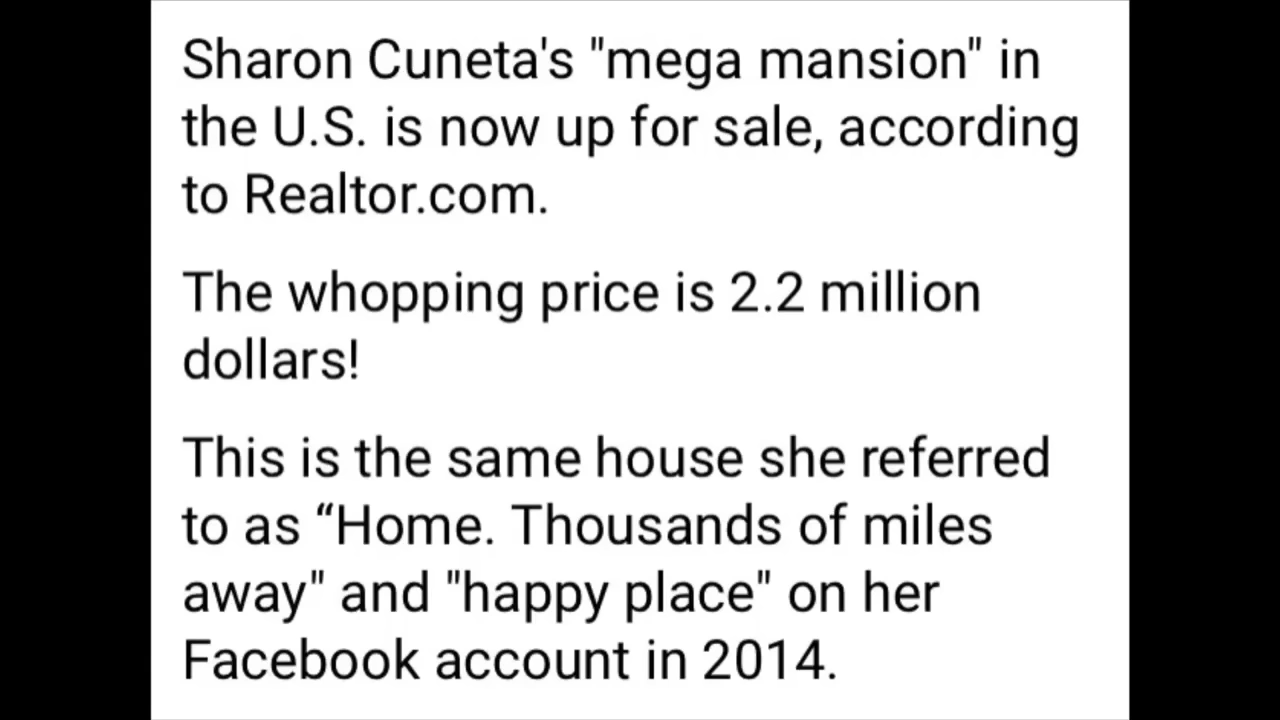 Sharon Cuneta's "mega mansion" in
the U.S. is now up for sale, according
to Realtor.com.
The whopping price is 2.2 million
dollars!
This is the same house she referred
to as “Home. Thousands of miles
away" and "happy place" on her
Facebook account in 2014.